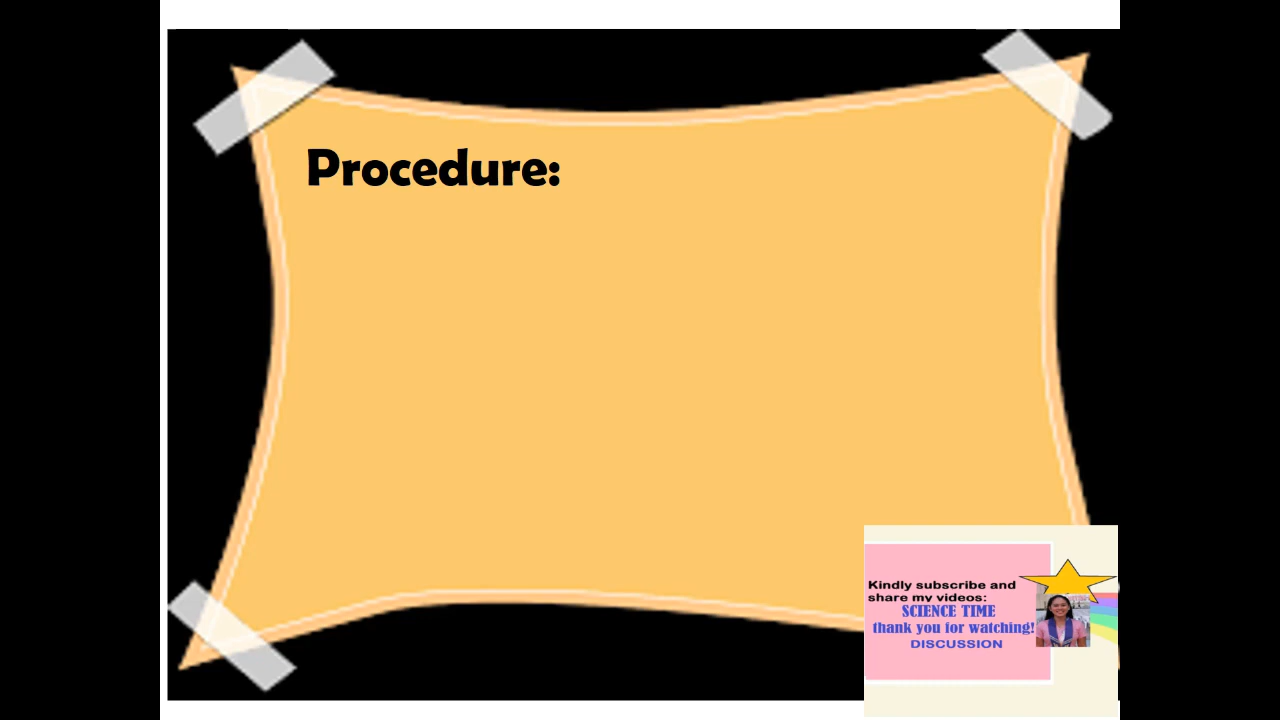 Procedure:
Kindly subscribe and
share my videos:
SCIENCE TIME
thank you for watching!
DISCUSSION